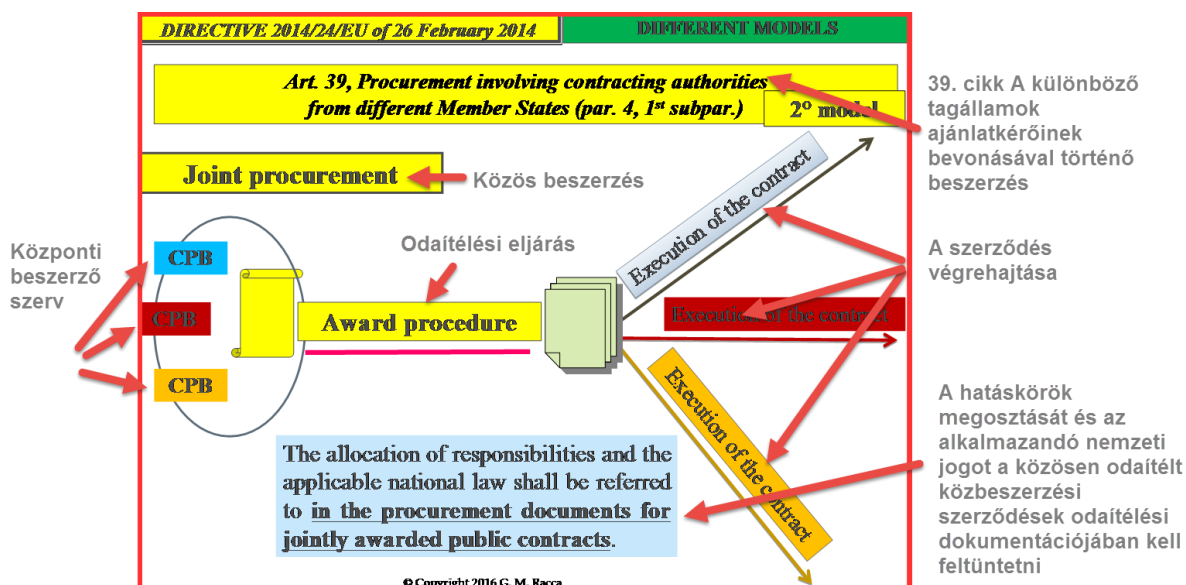 DIRECTIVE 2014/24/EU of 26 February 2014
DIFFERENT MODELS
Art. 39, Procurement involving contracting authorities
from different Member States (par. 4, 1st subpar.)
2° model
39. cikk A különböző
tagállamok
ajánlatkérőinek
bevonásával történő
beszerzés
Joint procurement
Közös beszerzés
Központi
beszerző
szerv
CPB
CPB
CPB
Odaítélési eljárás
Award procedure
Execution of the contract
Execution of the contract
Execution of the contract
A szerződés
végrehajtása
The allocation of responsibilities and the
applicable national law shall be referred
to in the procurement documents for
jointly awarded public contracts.
A hatáskörök
megosztását és az
alkalmazandó nemzeti
jogot a közösen odaítélt
közbeszerzési
szerződések odaítélési
dokumentációjában kell
feltüntetni
© Copyright 2016 G. M. Racca